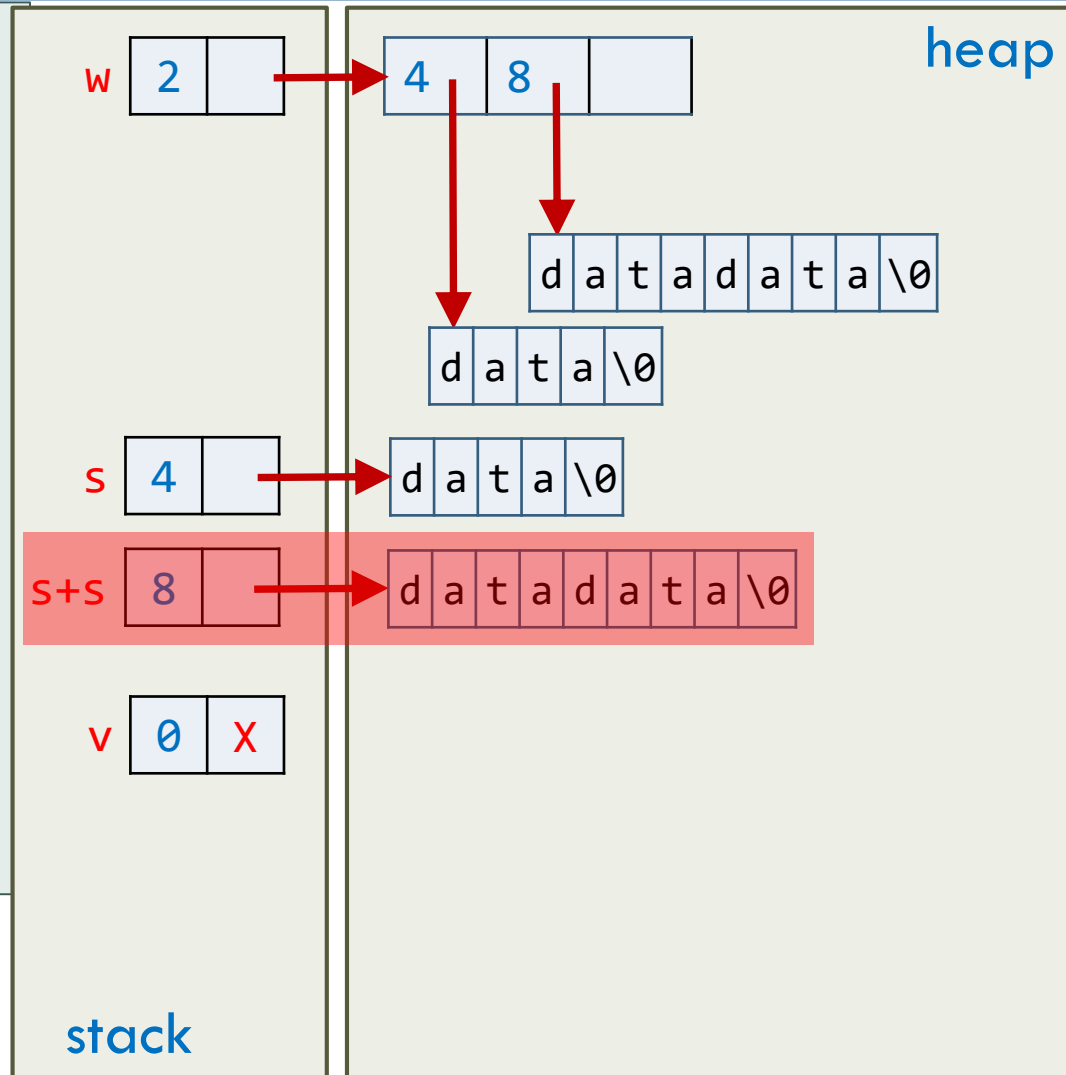 heap
w 2 4 8
d a t a d a t a \0
d a t a \0
s 4 d a t a \0
s+s 8 d a t a d a t a \0
v 0 X
stack